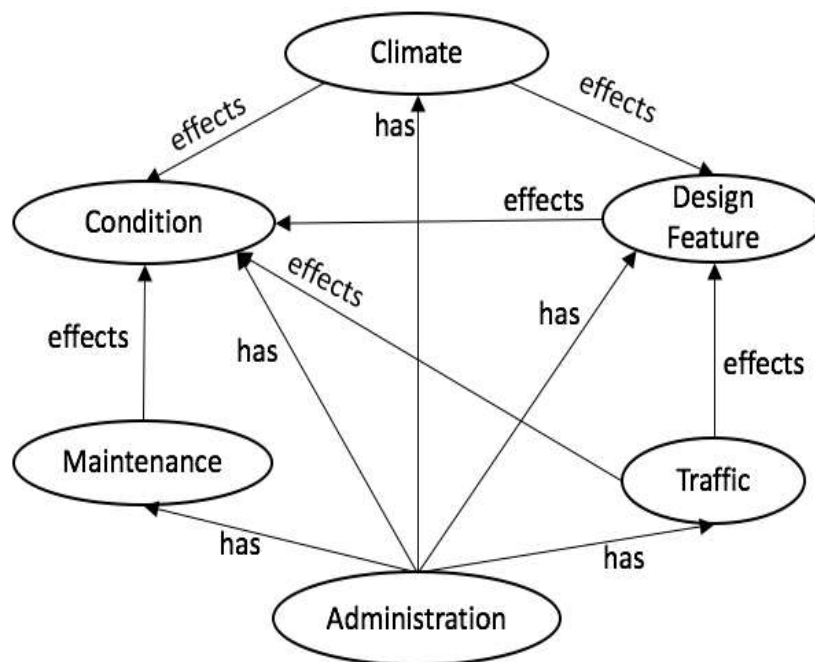 Climate
effects
has
effects
Condition
effects
Design
Feature
effects
has
effects
has
effects
Maintenance
Traffic
has
has
Administration